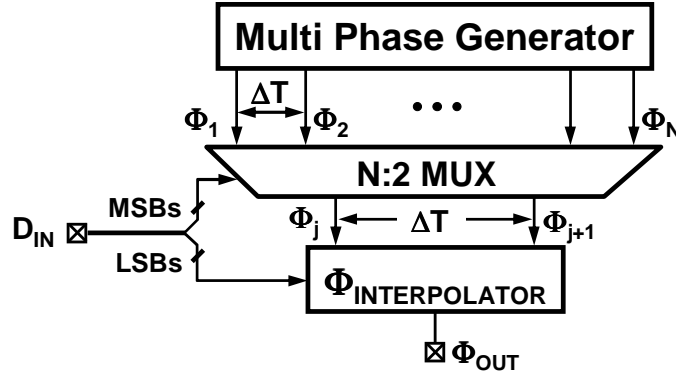 Multi Phase Generator
ΔT
Φ1 Φ2 ••• ΦN
N:2 MUX
MSBs
DIN
LSBs
Φj ΔT Φj+1
ΦINTERPOLATOR
ΦOUT